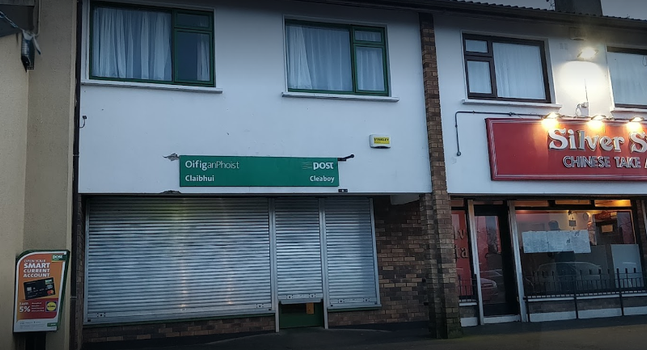 OifiganPhoist
post
Claibhui
Cleaboy
Silver S
CHINESE TAKE A
SMART
CURRENT
ACCOUNT
5%